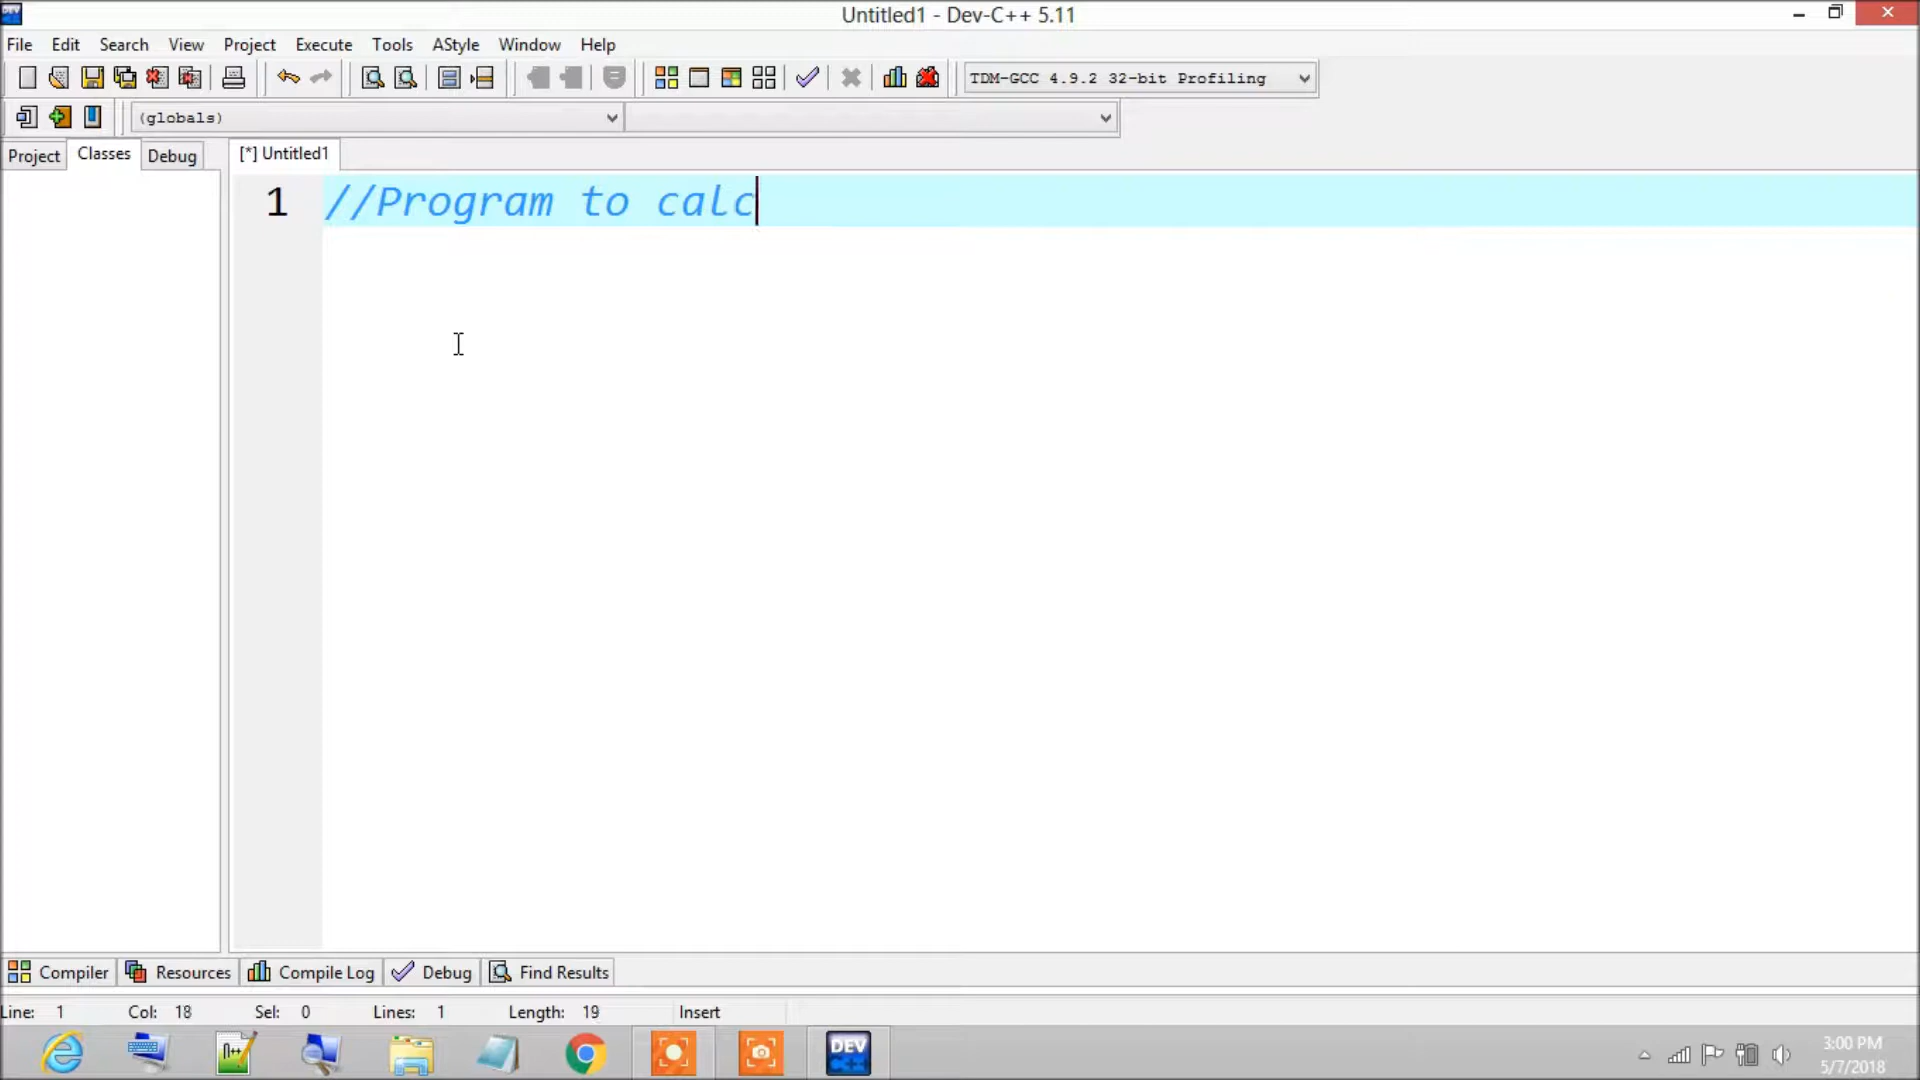 Untitled1 - Dev-C++ 5.11
File Edit Search View Project Execute Tools AStyle Window Help
TDM-GCC 4.9.2 32-bit Profiling
(globals)
Project Classes Debug [*] Untitled1
1 //Program to calc
Compiler Resources Compile Log Debug Find Results
Line: 1 Col: 18 Sel: 0 Lines: 1 Length: 19 Insert
DEV C++
3:00 PM
5/7/2018